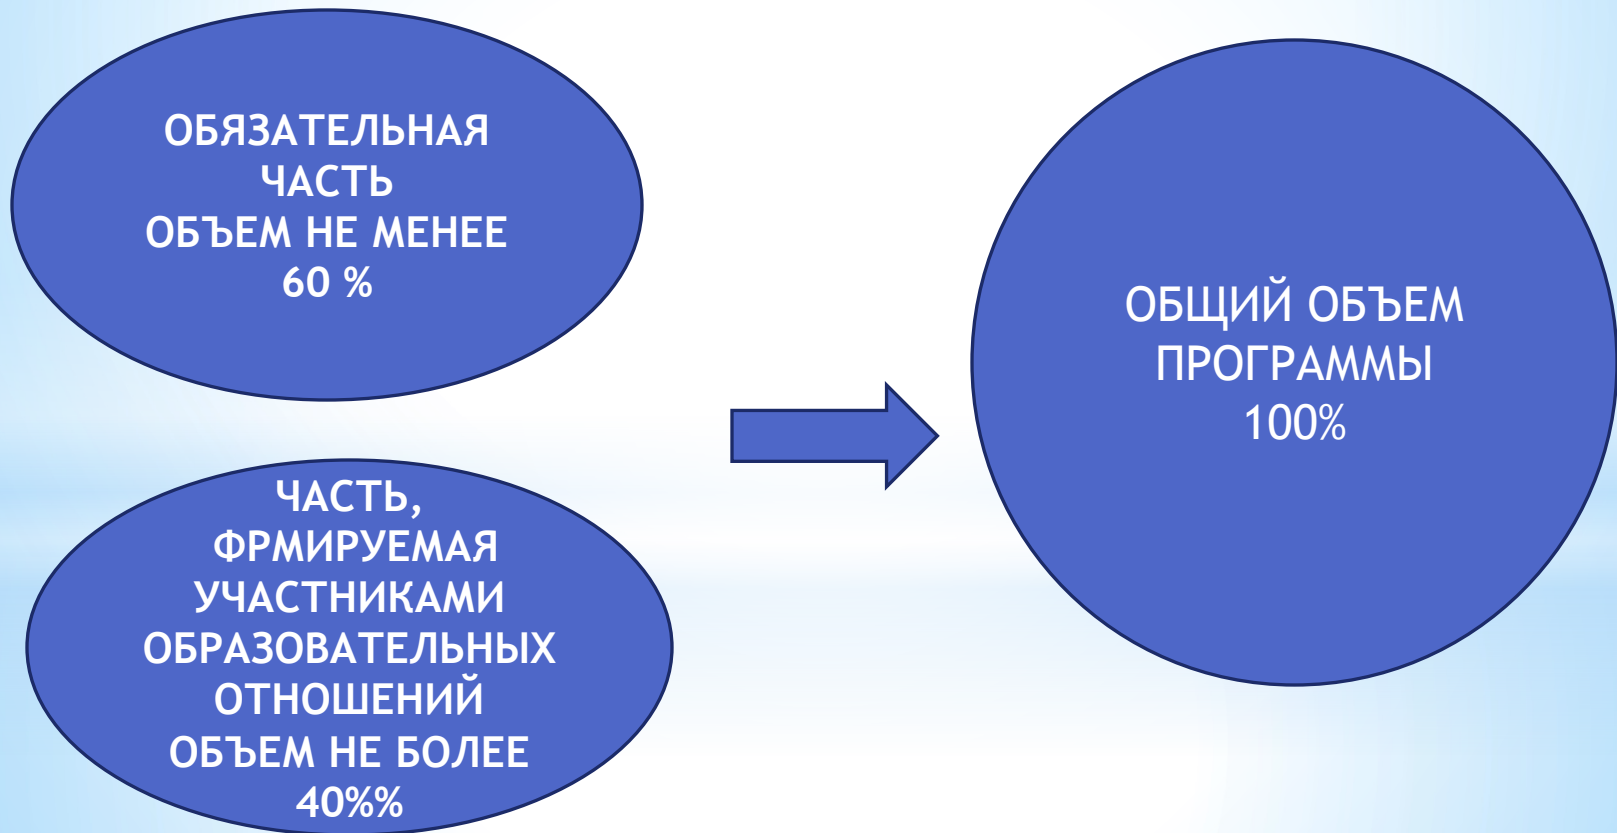 ОБЯЗАТЕЛЬНАЯ
ЧАСТЬ
ОБЪЕМ НЕ МЕНЕЕ
60 %
ЧАСТЬ,
ФРМИРУЕМАЯ
УЧАСТНИКАМИ
ОБРАЗОВАТЕЛЬНЫХ
ОТНОШЕНИЙ
ОБЪЕМ НЕ БОЛЕЕ
40%%
ОБЩИЙ ОБЪЕМ
ПРОГРАММЫ
100%